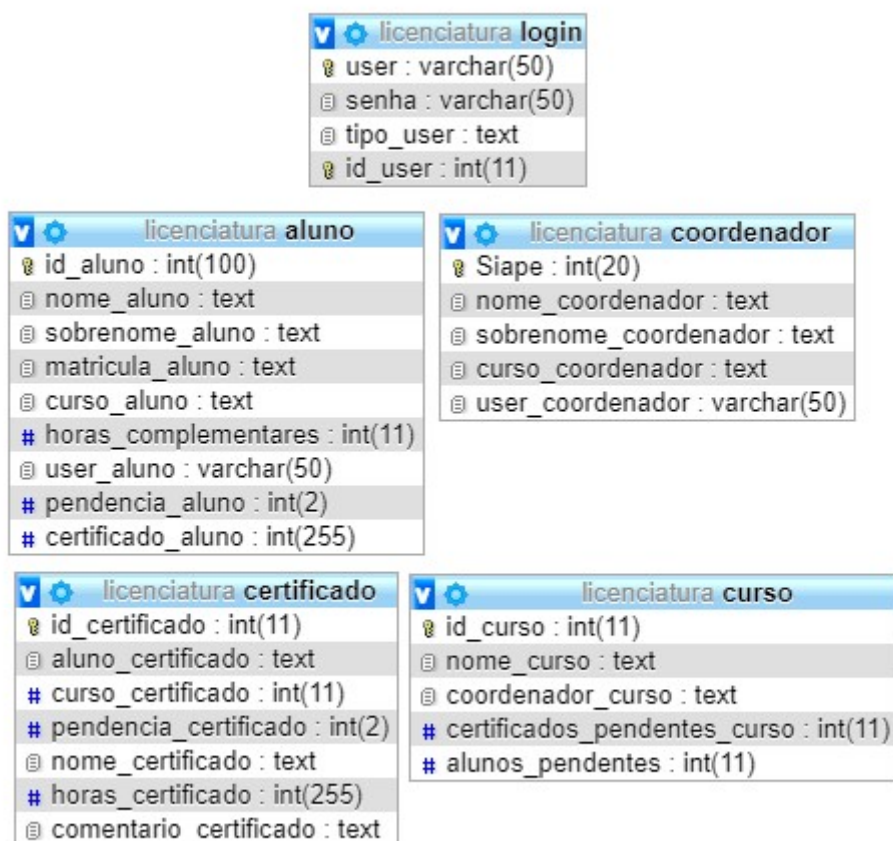 licenciatura login
user : varchar(50)
senha : varchar(50)
tipo_user : text
id_user : int(11)
licenciatura aluno
id_aluno : int(100)
nome_aluno : text
sobrenome_aluno : text
matricula_aluno : text
curso_aluno : text
# horas_complementares : int(11)
user_aluno : varchar(50)
# pendencia_aluno : int(2)
# certificado_aluno : int(255)
licenciatura coordenador
Siape : int(20)
nome_coordenador : text
sobrenome_coordenador : text
curso_coordenador : text
user_coordenador : varchar(50)
licenciatura certificado
id_certificado : int(11)
aluno_certificado : text
# curso_certificado : int(11)
# pendencia_certificado : int(2)
nome_certificado : text
# horas_certificado : int(255)
comentario_certificado : text
licenciatura curso
id_curso : int(11)
nome_curso : text
coordenador_curso : text
# certificados_pendentes_curso : int(11)
# alunos_pendentes : int(11)